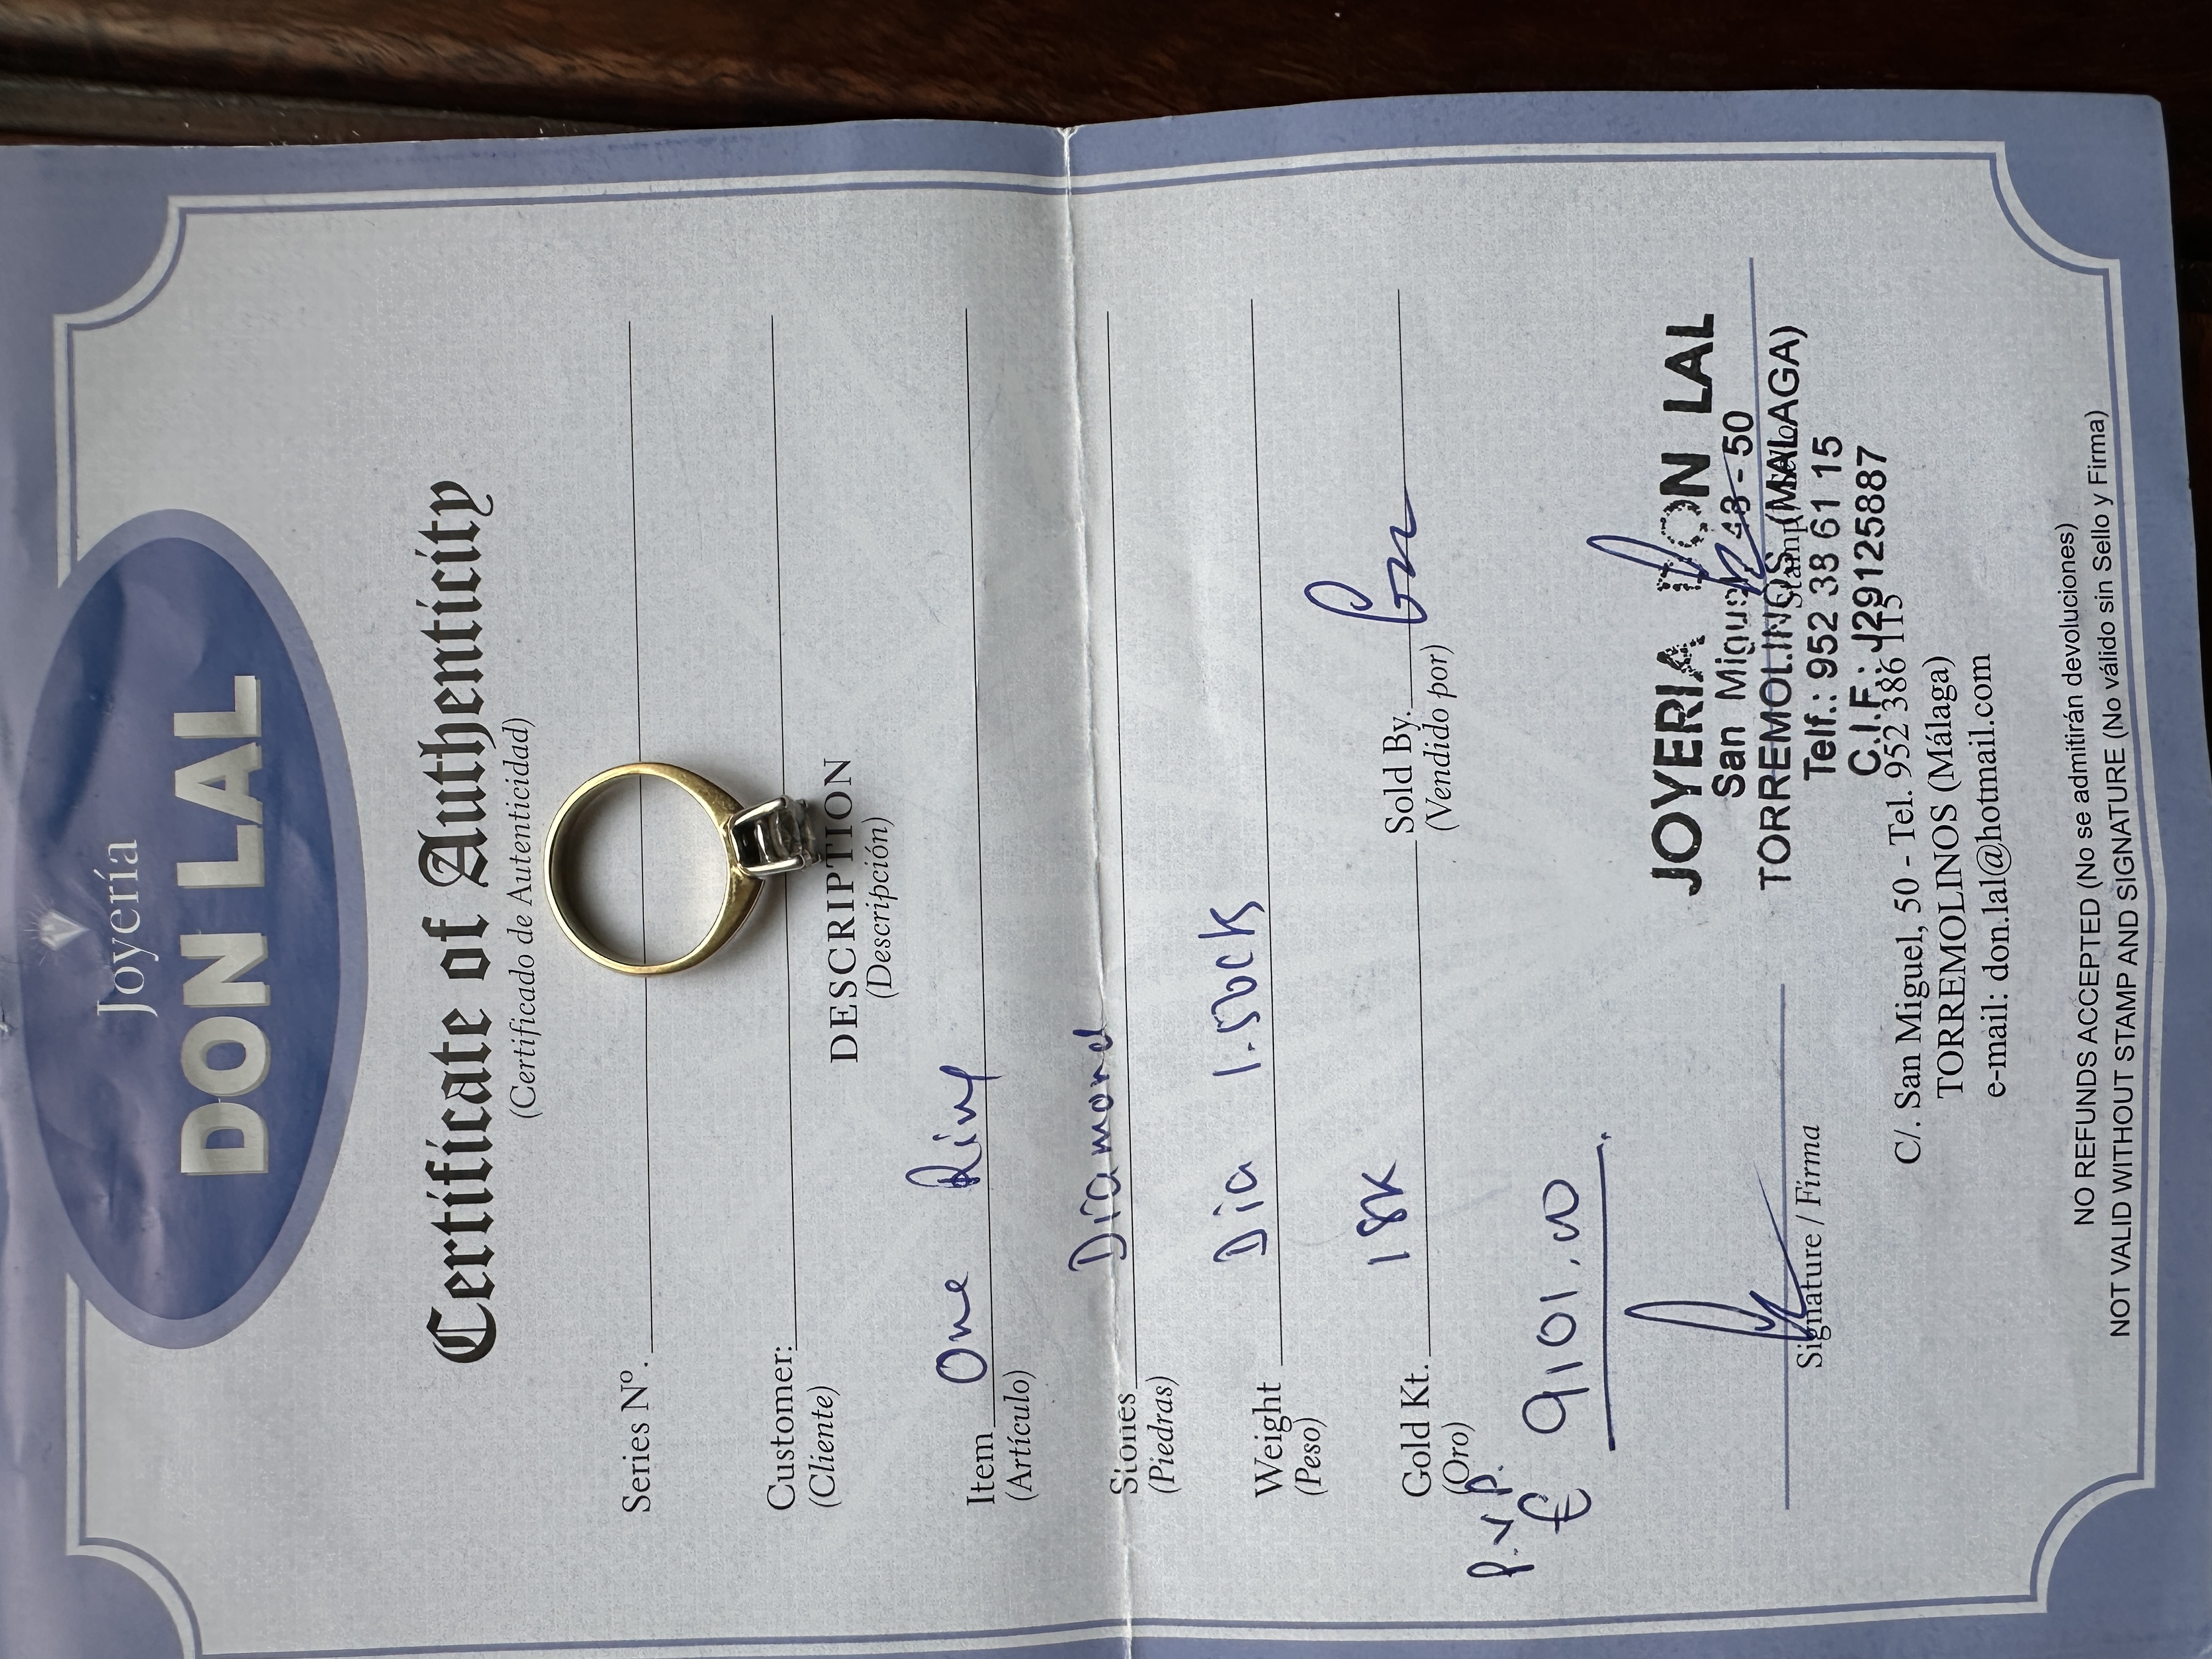 Joyería
DON LAL
Certificate of Authenticity
(Certificado de Autenticidad)
Series Nº.
Customer:
(Cliente)
DESCRIPTION
(Descripción)
Item One Ring
(Artículo)
Stones Diamond
(Piedras)
Weight Dia 1.50cts
(Peso)
Gold Kt. 18K Sold By.
(Oro) (Vendido por)
P.V.P.
€ 9101,00
JOYERIA DON LAL
San Miguel, 48 - 50
TORREMOLINOS (MALAGA)
Telf.: 952 38 61 15
C.I.F.: J29125887
Signature / Firma Stamp
C/. San Miguel, 50 - Tel. 952 386 115
TORREMOLINOS (Málaga)
e-mail: don.lal@hotmail.com
NO REFUNDS ACCEPTED (No se admitirán devoluciones)
NOT VALID WITHOUT STAMP AND SIGNATURE (No válido sin Sello y Firma)